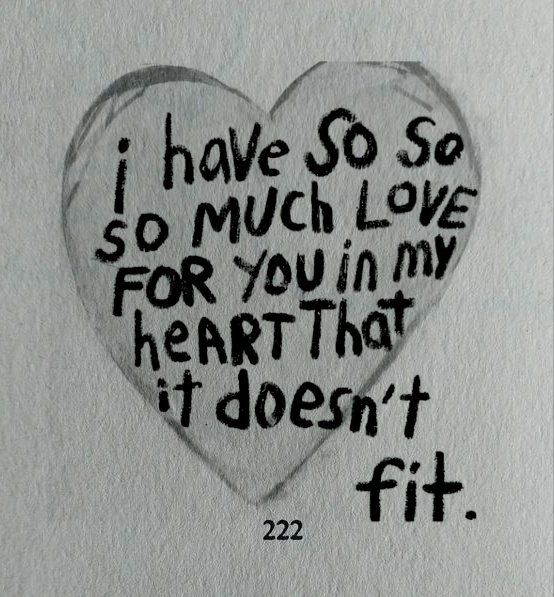 i have So So
so MUCh LOVE
FOR YOU in my
heART That
it doesn't
fit.
222